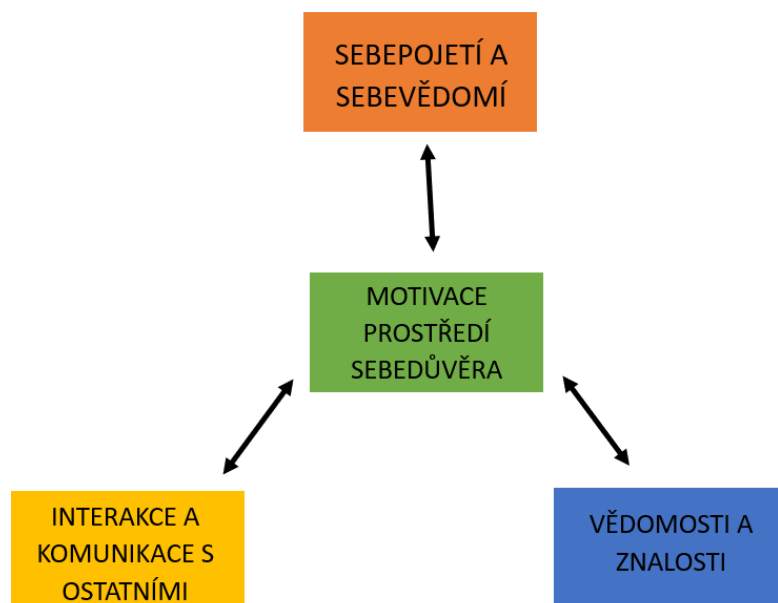 SEBEPOJETÍ A
SEBEVĚDOMÍ
MOTIVACE
PROSTŘEDÍ
SEBEDŮVĚRA
INTERAKCE A
KOMUNIKACE S
OSTATNÍMI
VĚDOMOSTI A
ZNALOSTI